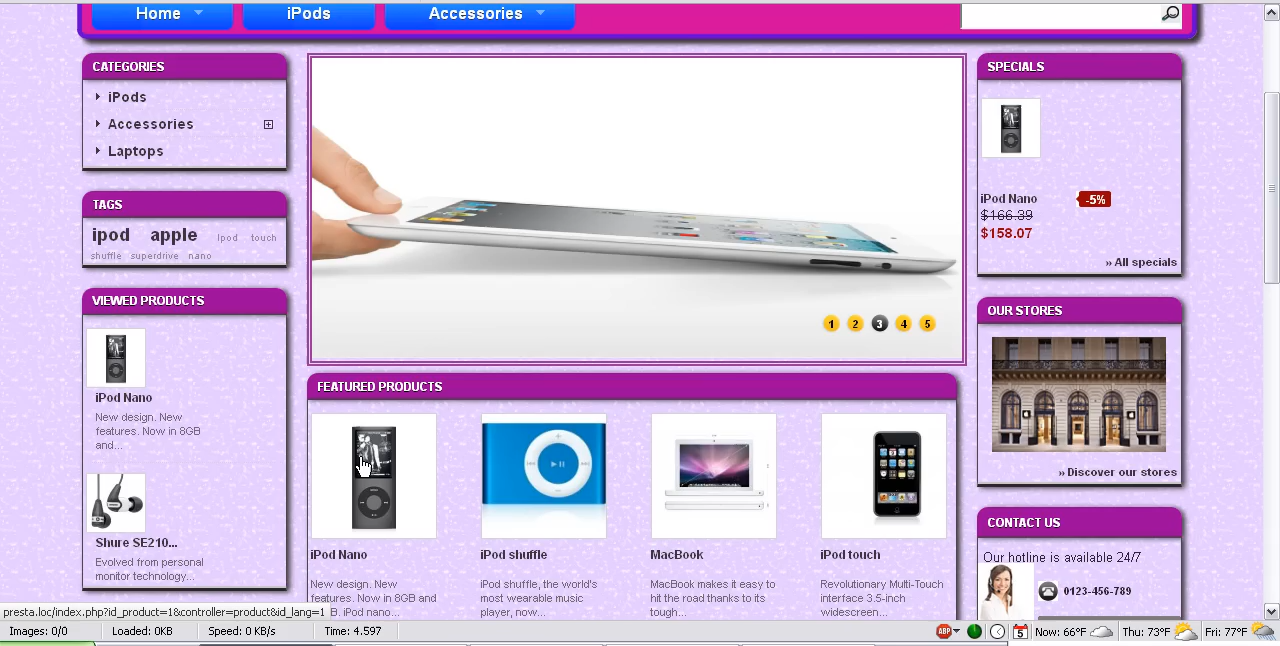 Home
iPods
Accessories
CATEGORIES
iPods
Accessories
Laptops
TAGS
ipod apple Ipod touch
shuffle superdrive nano
VIEWED PRODUCTS
iPod Nano
New design. New
features. Now in 8GB
and...
Shure SE210...
Evolved from personal
monitor technology...
1 2 3 4 5
FEATURED PRODUCTS
iPod Nano
New design. New
features. Now in 8GB and
B. iPod nano...
iPod shuffle
iPod shuffle, the world's
most wearable music
player, now...
MacBook
MacBook makes it easy to
hit the road thanks to its
tough...
iPod touch
Revolutionary Multi-Touch
interface 3.5-inch
widescreen...
SPECIALS
iPod Nano
-5%
$166.39
$158.07
» All specials
OUR STORES
» Discover our stores
CONTACT US
Our hotline is available 24/7
0123-456-789
presta.loc/index.php?id_product=1&controller=product&id_lang=1
Images: 0/0
Loaded: 0KB
Speed: 0 KB/s
Time: 4.597
ABP
5
Now: 66°F
Thu: 73°F
Fri: 77°F